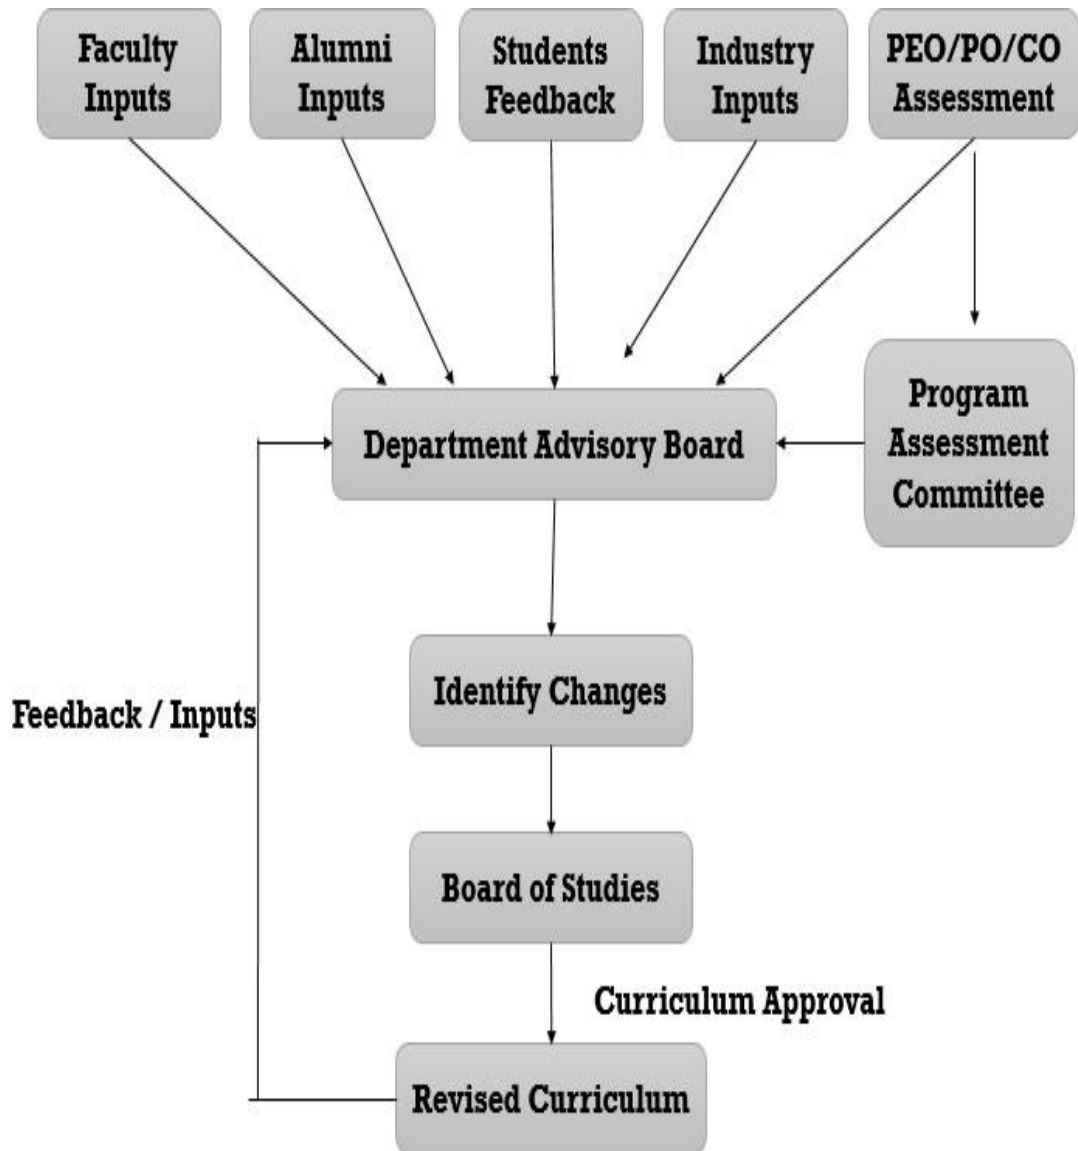 Faculty
Inputs
Alumni
Inputs
Students
Feedback
Industry
Inputs
PEO/PO/CO
Assessment
Department Advisory Board
Program
Assessment
Committee
Identify Changes
Feedback / Inputs
Board of Studies
Curriculum Approval
Revised Curriculum